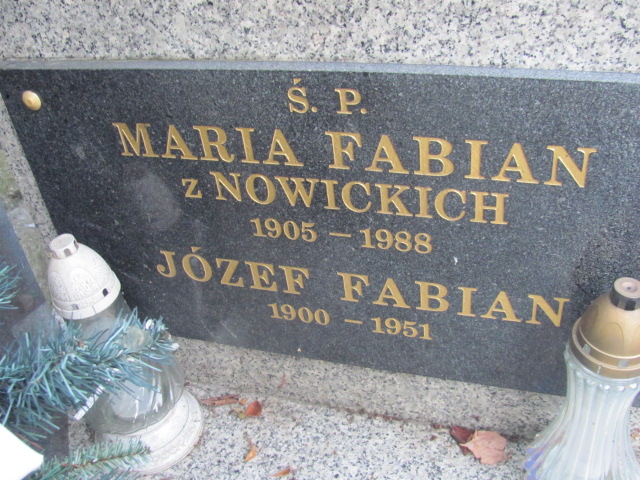 Ś. P.
MARIA FABIAN
z NOWICKICH
1905 – 1988
JÓZEF FABIAN
1900 – 1951